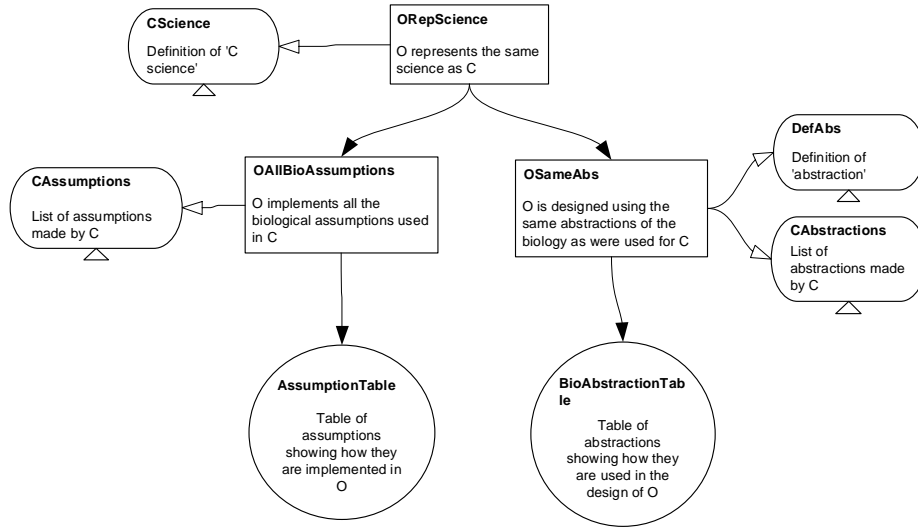 CScience
Definition of 'C
science'
ORepScience
O represents the same
science as C
CAssumptions
List of assumptions
made by C
OAllBioAssumptions
O implements all the
biological assumptions used
in C
OSameAbs
O is designed using the
same abstractions of the
biology as were used for C
DefAbs
Definition of
'abstraction'
CAbstractions
List of
abstractions made
by C
AssumptionTable
Table of
assumptions
showing how they
are implemented in
O
BioAbstractionTab
le
Table of
abstractions
showing how they
are used in the
design of O